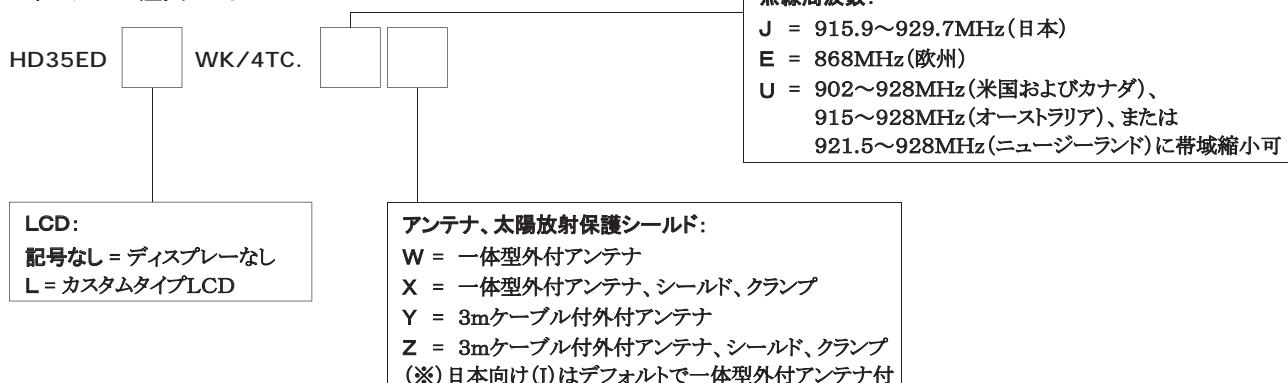 無線周波数:
J = 915.9〜929.7MHz(日本)
E = 868MHz(欧州)
U = 902〜928MHz(米国およびカナダ)、
915〜928MHz(オーストラリア)、または
921.5〜928MHz(ニュージーランド)に帯域縮小可
HD35ED WK/4TC.
LCD:
記号なし = ディスプレーなし
L = カスタムタイプLCD
アンテナ、太陽放射保護シールド:
W = 一体型外付アンテナ
X = 一体型外付アンテナ、シールド、クランプ
Y = 3mケーブル付外付アンテナ
Z = 3mケーブル付外付アンテナ、シールド、クランプ
(※)日本向け(J)はデフォルトで一体型外付アンテナ付